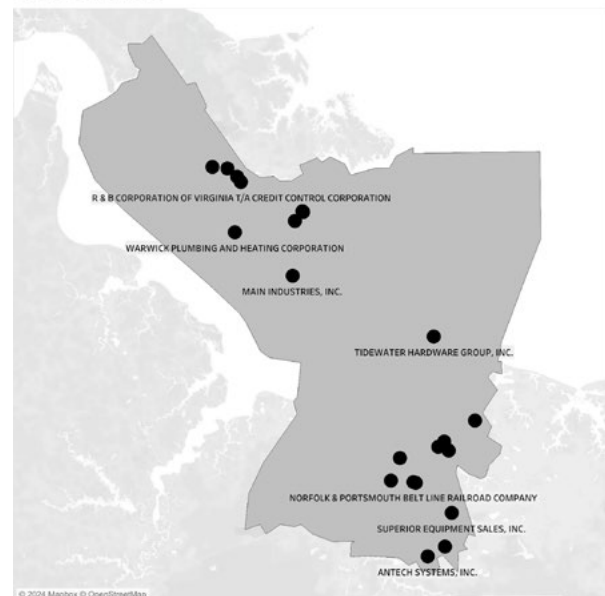 R & B CORPORATION OF VIRGINIA T/A CREDIT CONTROL CORPORATION
WARWICK PLUMBING AND HEATING CORPORATION
MAIN INDUSTRIES, INC.
TIDEWATER HARDWARE GROUP, INC.
NORFOLK & PORTSMOUTH BELT LINE RAILROAD COMPANY
SUPERIOR EQUIPMENT SALES, INC.
ANTECH SYSTEMS, INC.
© 2024 Mapbox © OpenStreetMap